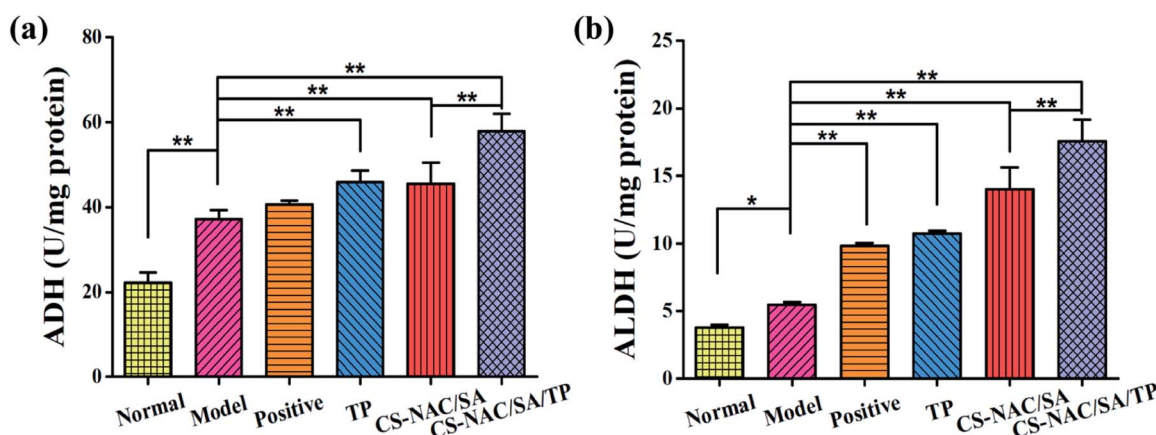 (a)
ADH (U/mg protein)
80
60
40
20
0
**
**
**
**
**
Normal
Model
Positive
TP
CS-NAC/SA
CS-NAC/SA/TP
(b)
ALDH (U/mg protein)
25
20
15
10
5
0
**
**
**
**
**
*
Normal
Model
Positive
TP
CS-NAC/SA
CS-NAC/SA/TP